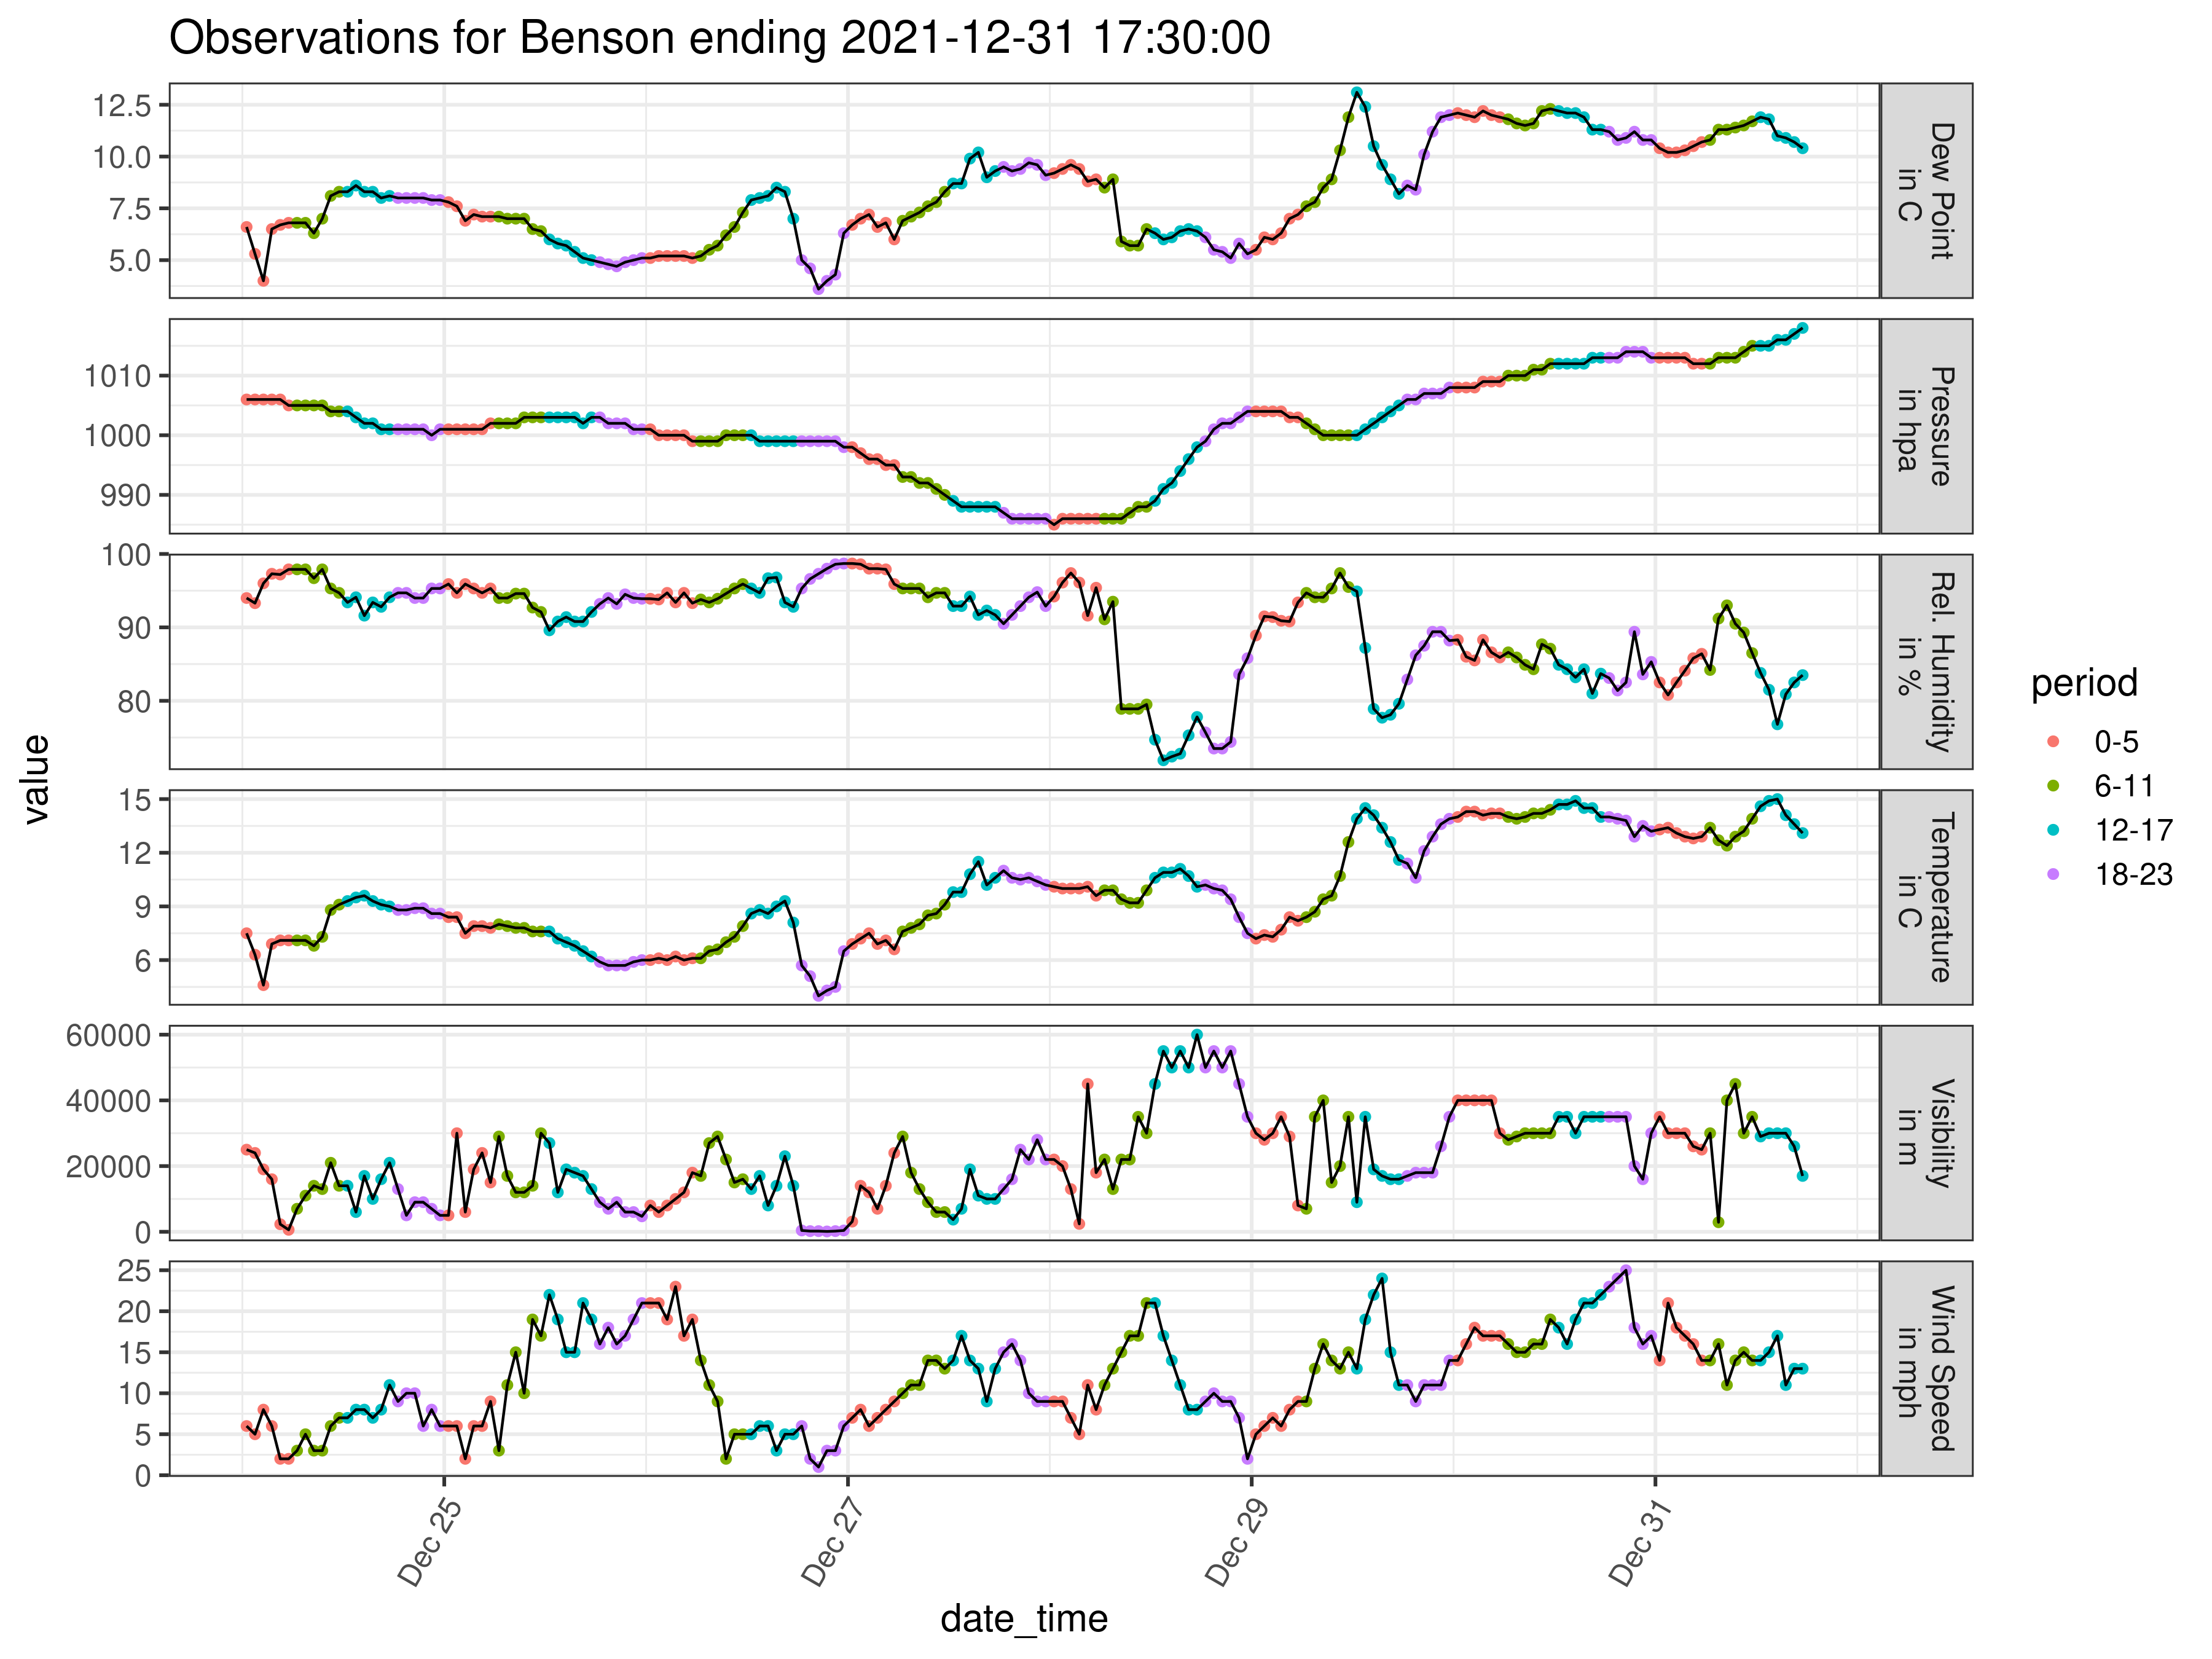 Observations for Benson ending 2021-12-31 17:30:00
value
12.5
10.0
7.5
5.0
Dew Point
in C
1010
1000
990
Pressure
in hpa
100
90
80
Rel. Humidity
in %
15
12
9
6
Temperature
in C
60000
40000
20000
0
Visibility
in m
25
20
15
10
5
0
Wind Speed
in mph
Dec 25
Dec 27
Dec 29
Dec 31
date_time
period
0-5
6-11
12-17
18-23